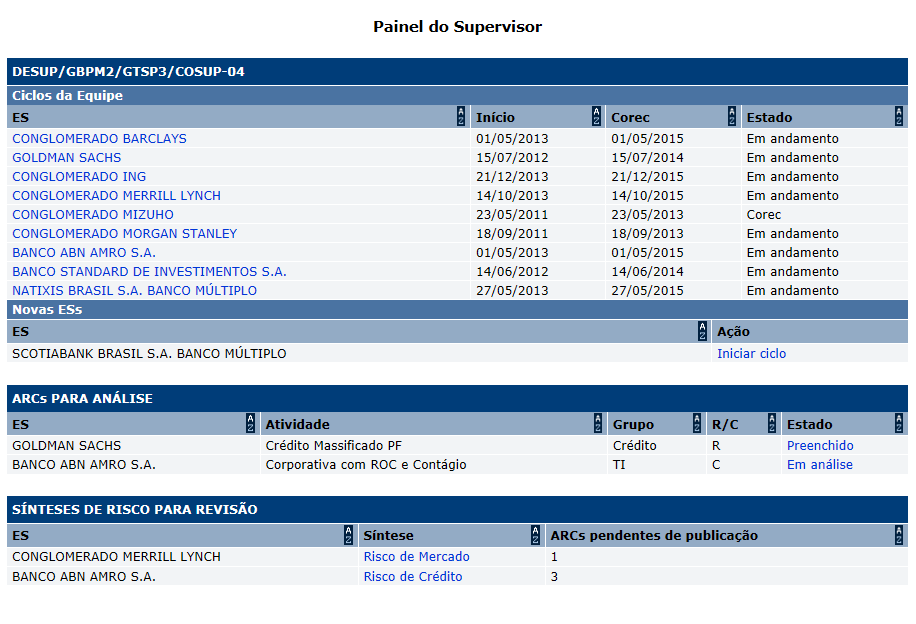 Painel do Supervisor
DESUP/GBPM2/GTSP3/COSUP-04
Ciclos da Equipe
ES Início Corec Estado
CONGLOMERADO BARCLAYS 01/05/2013 01/05/2015 Em andamento
GOLDMAN SACHS 15/07/2012 15/07/2014 Em andamento
CONGLOMERADO ING 21/12/2013 21/12/2015 Em andamento
CONGLOMERADO MERRILL LYNCH 14/10/2013 14/10/2015 Em andamento
CONGLOMERADO MIZUHO 23/05/2011 23/05/2013 Corec
CONGLOMERADO MORGAN STANLEY 18/09/2011 18/09/2013 Em andamento
BANCO ABN AMRO S.A. 01/05/2013 01/05/2015 Em andamento
BANCO STANDARD DE INVESTIMENTOS S.A. 14/06/2012 14/06/2014 Em andamento
NATIXIS BRASIL S.A. BANCO MÚLTIPLO 27/05/2013 27/05/2015 Em andamento
Novas ESs
ES Ação
SCOTIABANK BRASIL S.A. BANCO MÚLTIPLO Iniciar ciclo
ARCs PARA ANÁLISE
ES Atividade Grupo R/C Estado
GOLDMAN SACHS Crédito Massificado PF Crédito R Preenchido
BANCO ABN AMRO S.A. Corporativa com ROC e Contágio TI C Em análise
SÍNTESES DE RISCO PARA REVISÃO
ES Síntese ARCs pendentes de publicação
CONGLOMERADO MERRILL LYNCH Risco de Mercado 1
BANCO ABN AMRO S.A. Risco de Crédito 3